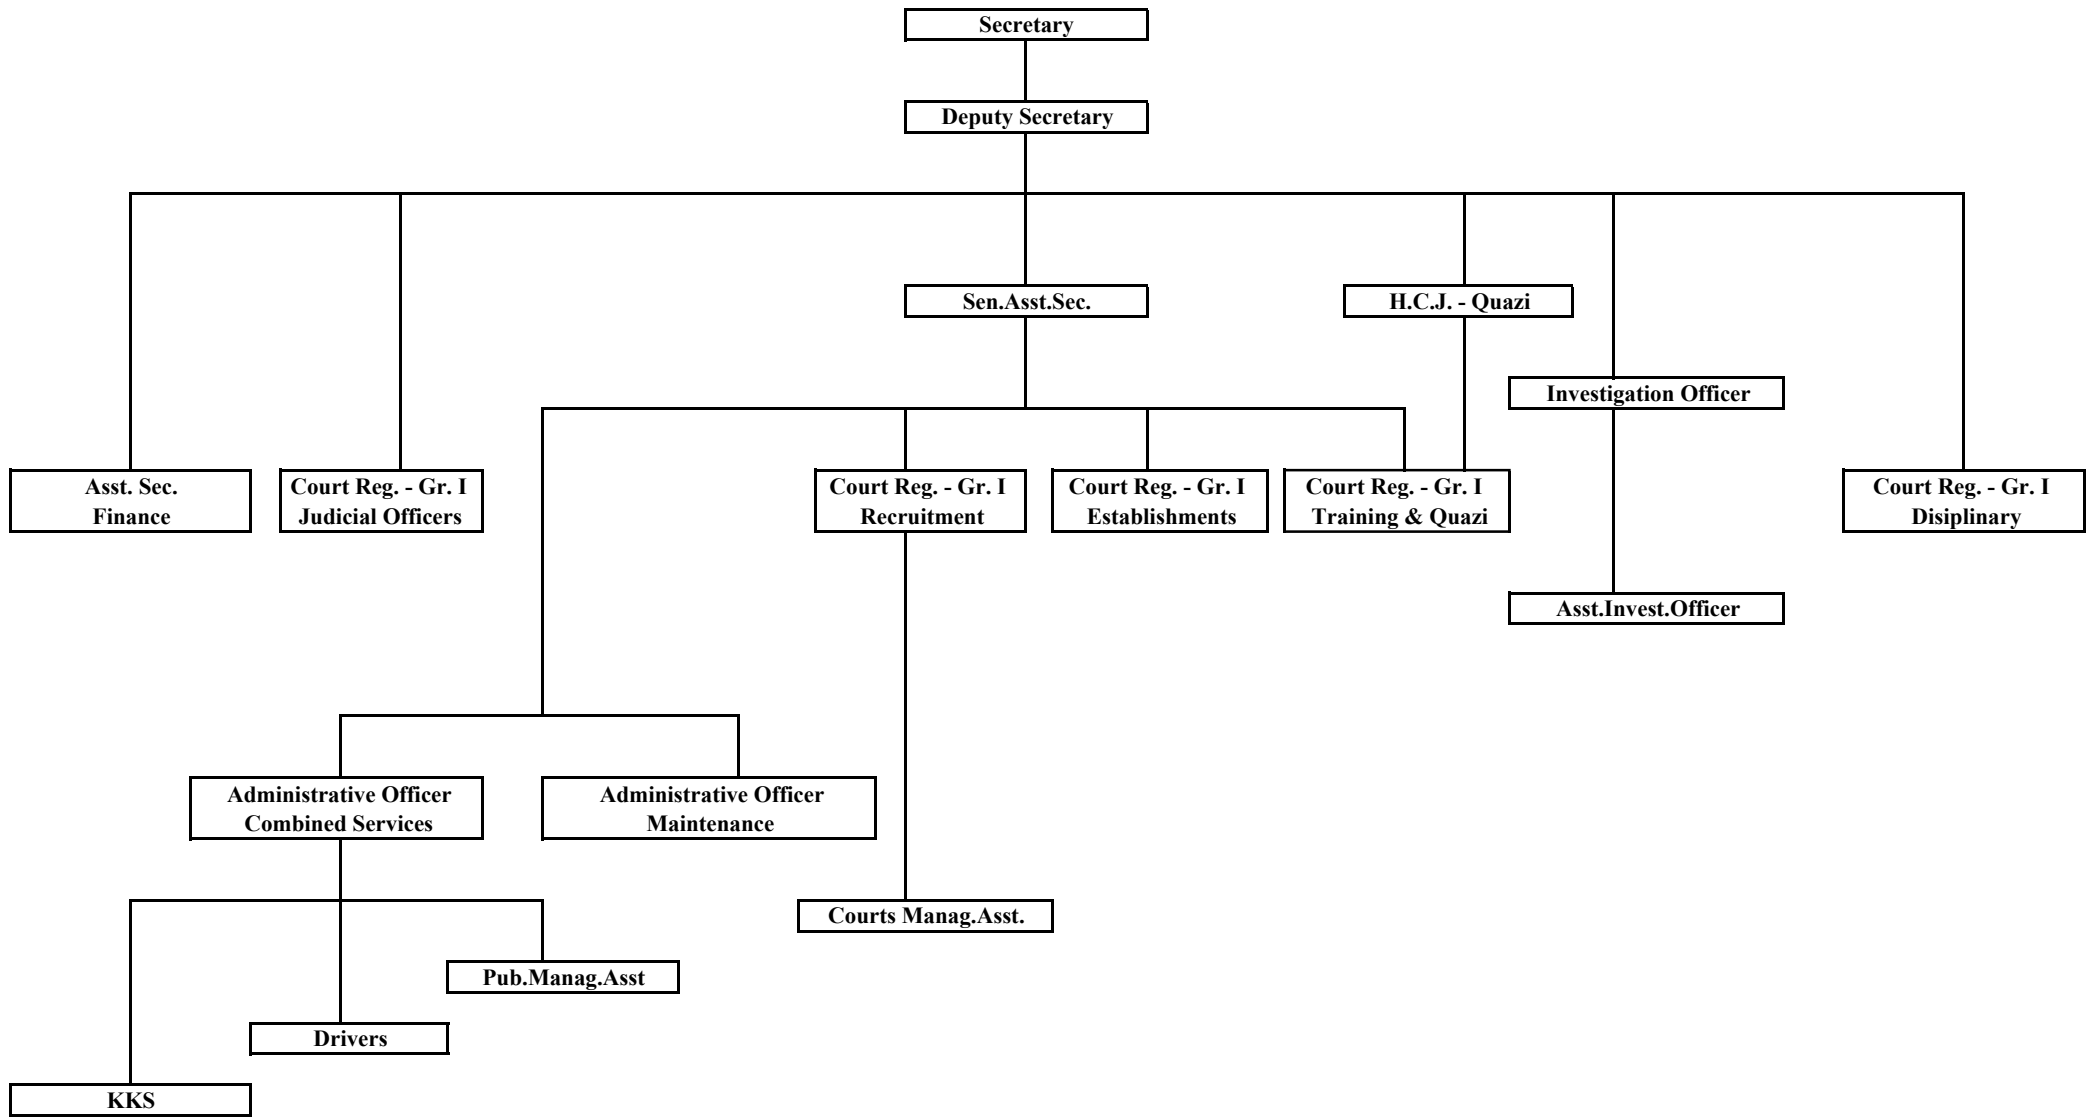 Secretary
Deputy Secretary
Sen.Asst.Sec.
H.C.J. - Quazi
Investigation Officer
Asst. Sec.
Finance
Court Reg. - Gr. I
Judicial Officers
Court Reg. - Gr. I
Recruitment
Court Reg. - Gr. I
Establishments
Court Reg. - Gr. I
Training & Quazi
Court Reg. - Gr. I
Disiplinary
Asst.Invest.Officer
Administrative Officer
Combined Services
Administrative Officer
Maintenance
Courts Manag.Asst.
Pub.Manag.Asst
Drivers
KKS